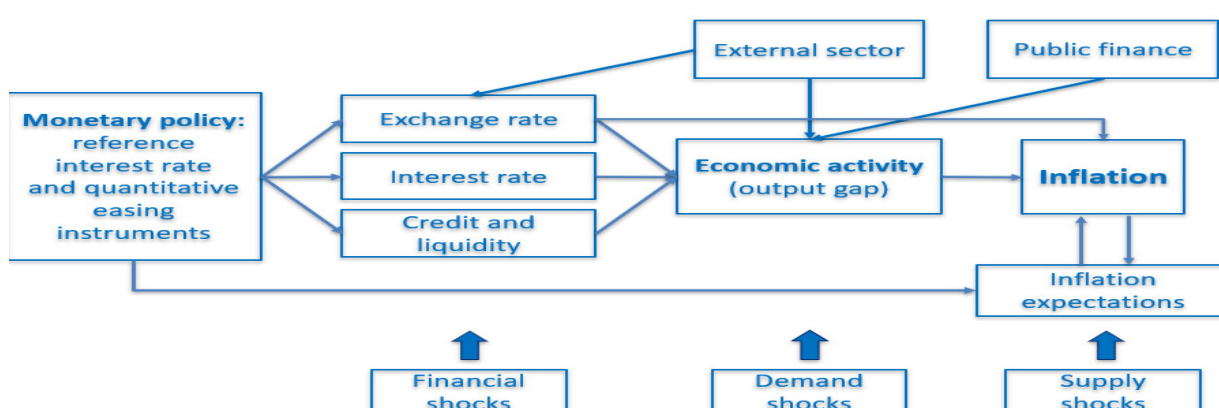 External sector
Public finance
Monetary policy:
reference
interest rate
and quantitative
easing
instruments
Exchange rate
Interest rate
Credit and
liquidity
Economic activity
(output gap)
Inflation
Inflation
expectations
Financial
shocks
Demand
shocks
Supply
shocks